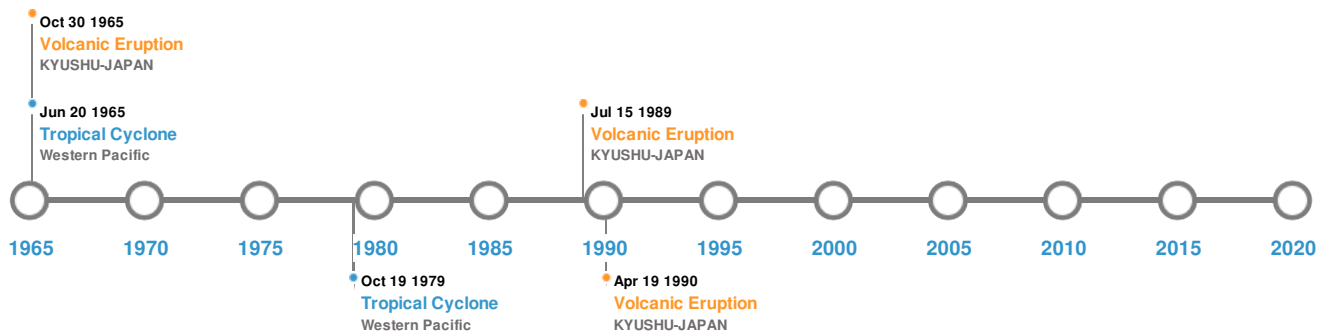 Oct 30 1965
Volcanic Eruption
KYUSHU-JAPAN
Jun 20 1965
Tropical Cyclone
Western Pacific
Jul 15 1989
Volcanic Eruption
KYUSHU-JAPAN
1965 1970 1975 1980 1985 1990 1995 2000 2005 2010 2015 2020
Oct 19 1979
Tropical Cyclone
Western Pacific
Apr 19 1990
Volcanic Eruption
KYUSHU-JAPAN